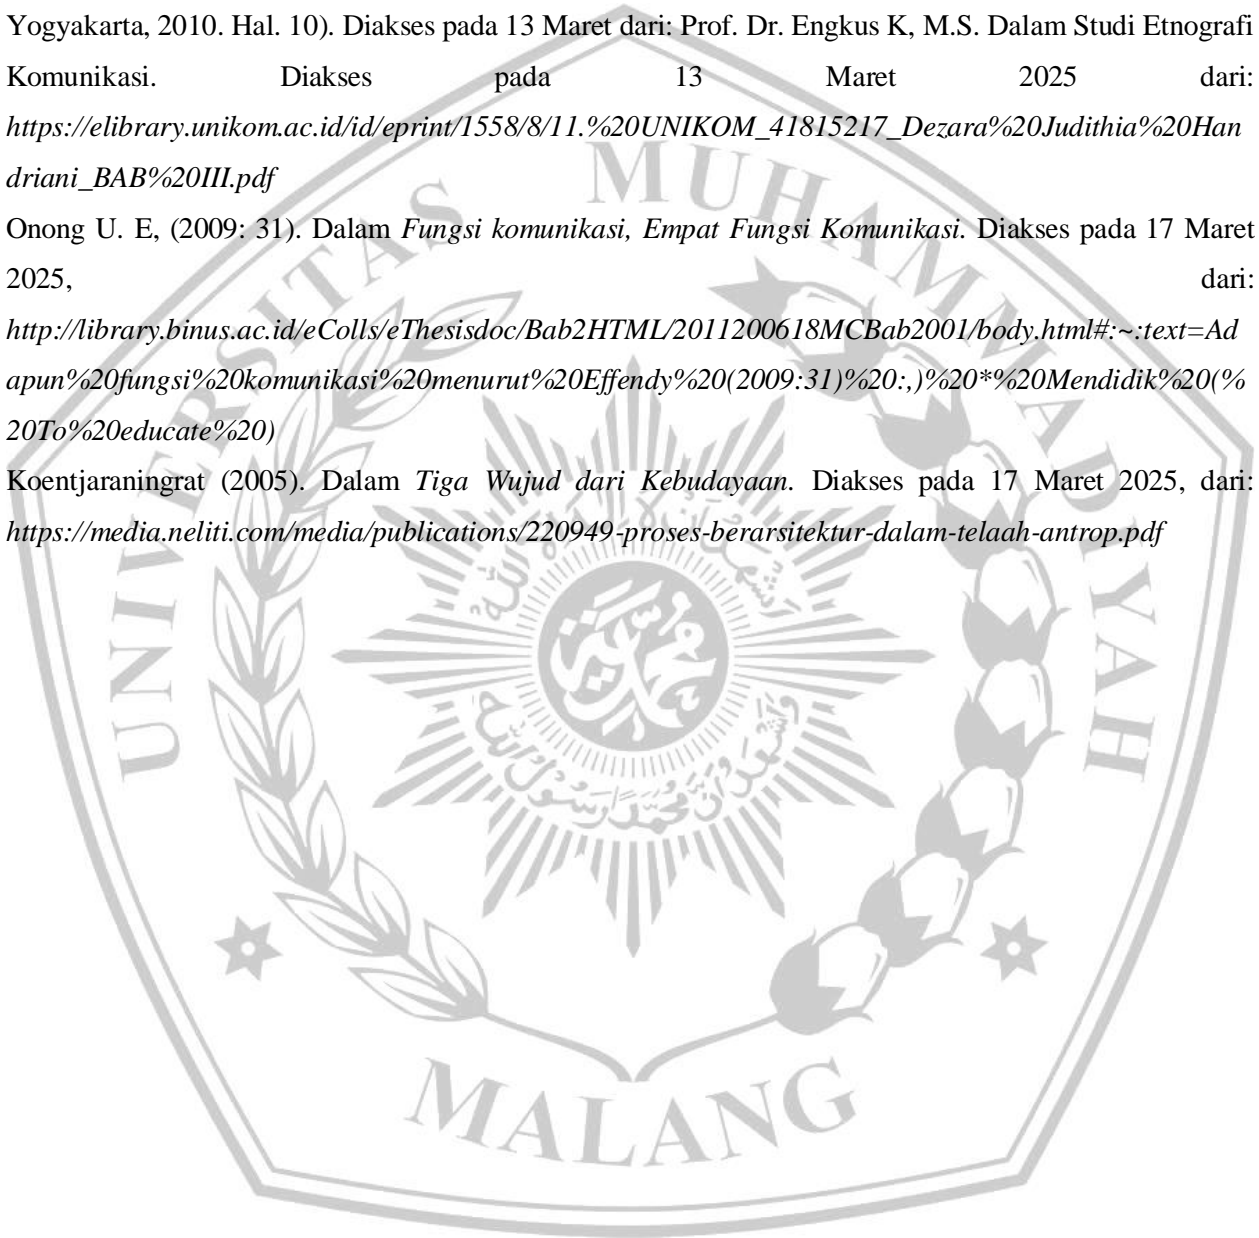 Yogyakarta, 2010. Hal. 10). Diakses pada 13 Maret dari: Prof. Dr. Engkus K, M.S. Dalam Studi Etnografi
Komunikasi. Diakses pada 13 Maret 2025 dari:
https://elibrary.unikom.ac.id/id/eprint/1558/8/11.%20UNIKOM_41815217_Dezara%20Judithia%20Han
driani_BAB%20III.pdf
Onong U. E, (2009: 31). Dalam Fungsi komunikasi, Empat Fungsi Komunikasi. Diakses pada 17 Maret
2025, dari:
http://library.binus.ac.id/eColls/eThesisdoc/Bab2HTML/2011200618MCBab2001/body.html#:~:text=Ad
apun%20fungsi%20komunikasi%20menurut%20Effendy%20(2009:31)%20:,)%20*%20Mendidik%20(%
20To%20educate%20)
Koentjaraningrat (2005). Dalam Tiga Wujud dari Kebudayaan. Diakses pada 17 Maret 2025, dari:
https://media.neliti.com/media/publications/220949-proses-berarsitektur-dalam-telaah-antrop.pdf
UNIVERSITAS MUHAMMADIYAH
MALANG